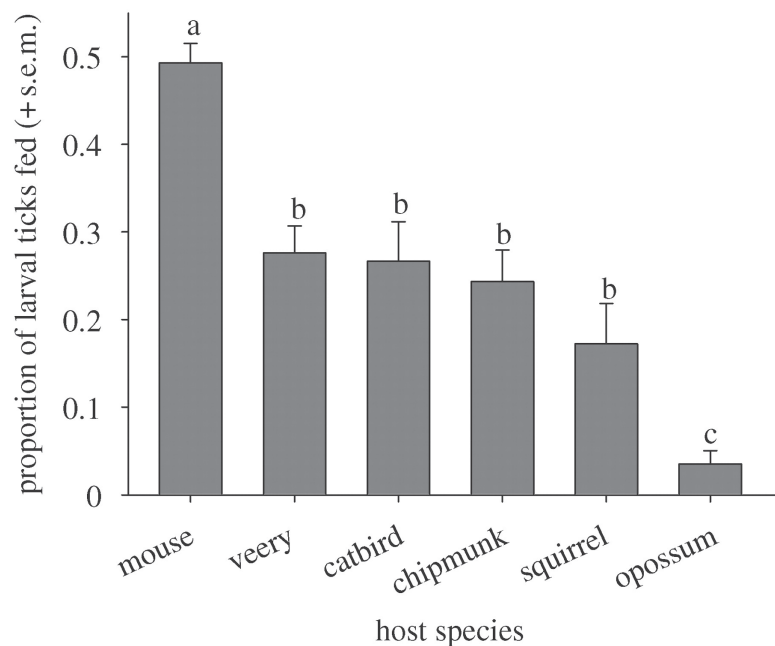 proportion of larval ticks fed (+ s.e.m.)
0.5
0.4
0.3
0.2
0.1
0
a
b
b
b
b
c
mouse
veery
catbird
chipmunk
squirrel
opossum
host species